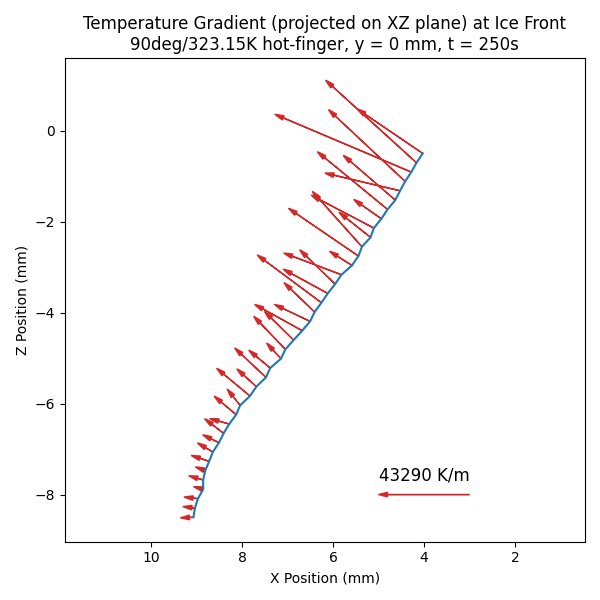 Temperature Gradient (projected on XZ plane) at Ice Front
90deg/323.15K hot-finger, y = 0 mm, t = 250s
0
−2
−4
−6
−8
Z Position (mm)
43290 K/m
10 8 6 4 2
X Position (mm)